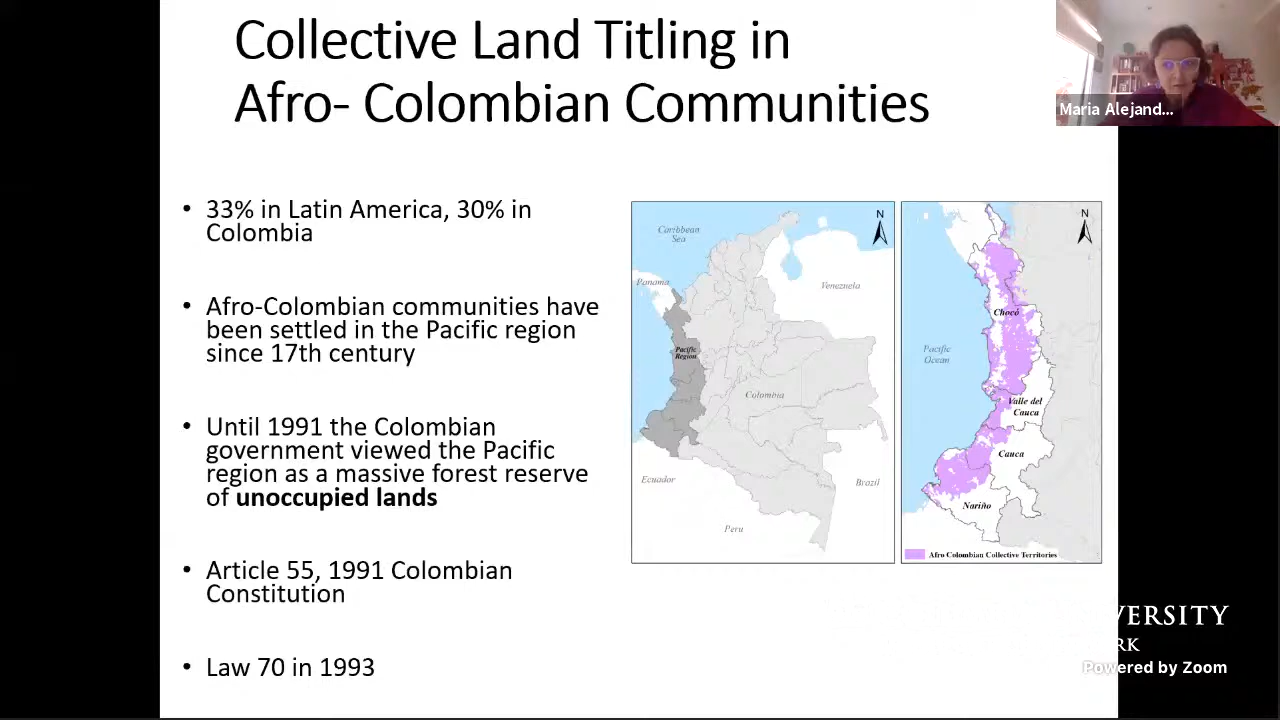 Collective Land Titling in
Afro- Colombian Communities
Maria Alejand...
• 33% in Latin America, 30% in
Colombia
• Afro-Colombian communities have
been settled in the Pacific region
since 17th century
• Until 1991 the Colombian
government viewed the Pacific
region as a massive forest reserve
of unoccupied lands
• Article 55, 1991 Colombian
Constitution
• Law 70 in 1993
N
Caribbean
Sea
Panama
Venezuela
Pacific
Region
Colombia
Ecuador
Brazil
Peru
N
Chocó
Pacific
Ocean
Valle del
Cauca
Cauca
Nariño
Afro Colombian Collective Territories
VERSITY
RK
Powered by Zoom